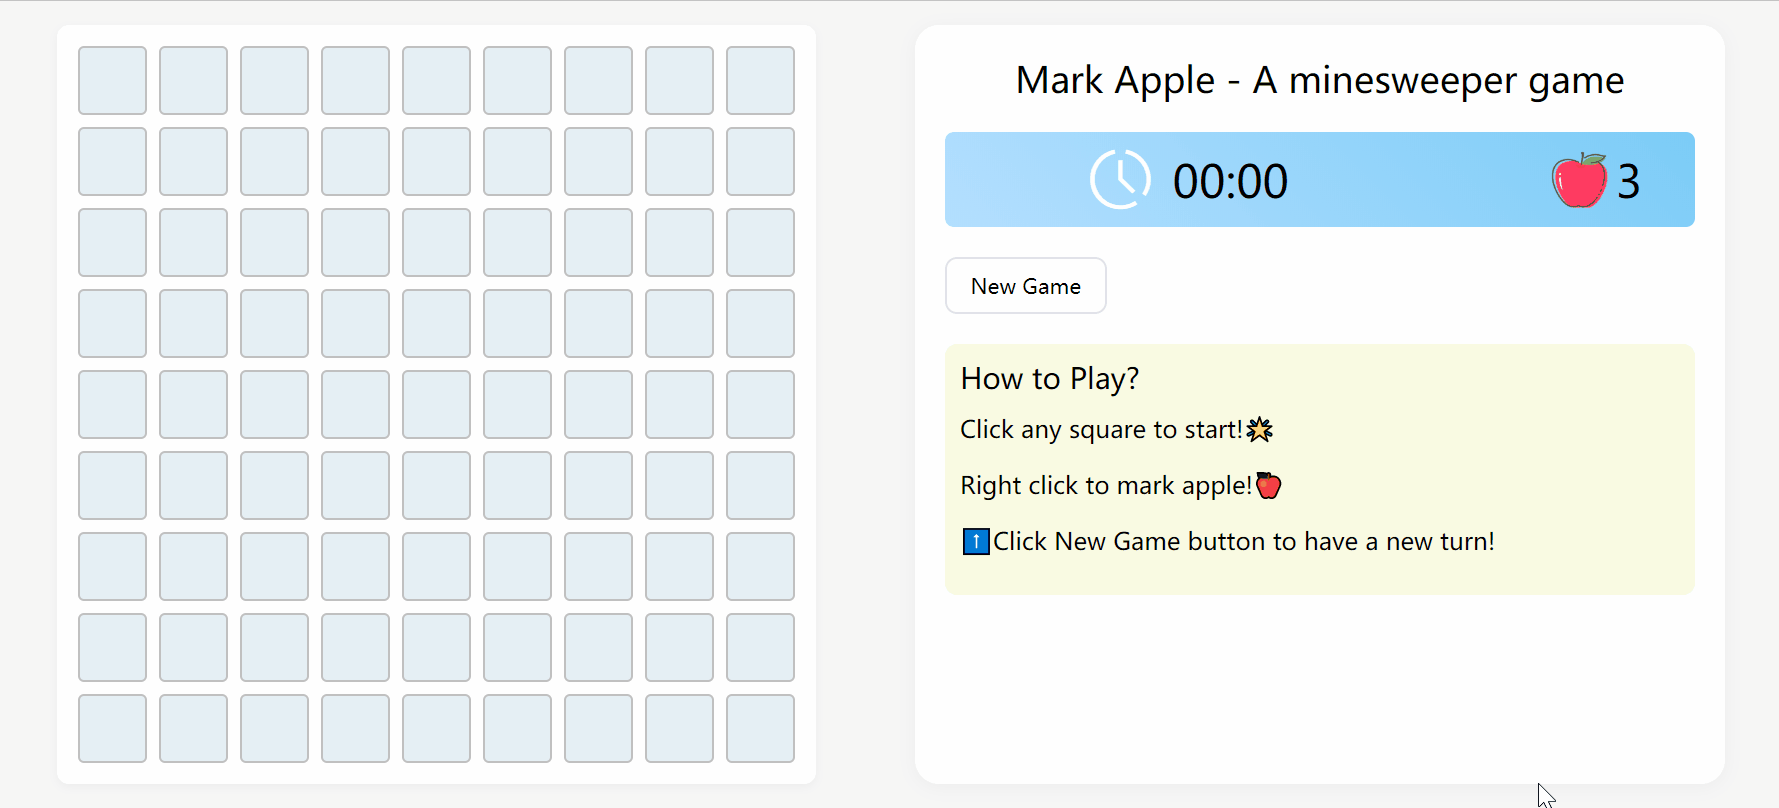 Mark Apple - A minesweeper game
00:00
3
New Game
How to Play?
Click any square to start!
Right click to mark apple!
Click New Game button to have a new turn!